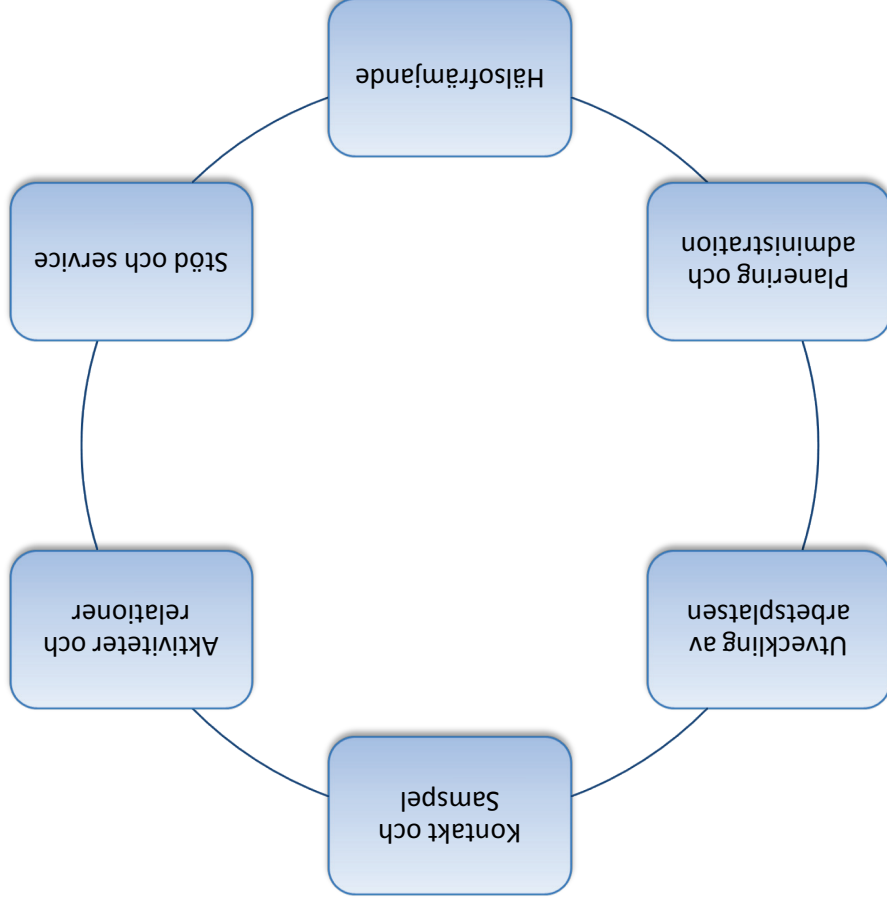 Kontakt och
Samspel
Aktiviteter och
relationer
Stöd och service
Hälsofrämjande
Planering och
administration
Utveckling av
arbetsplatsen